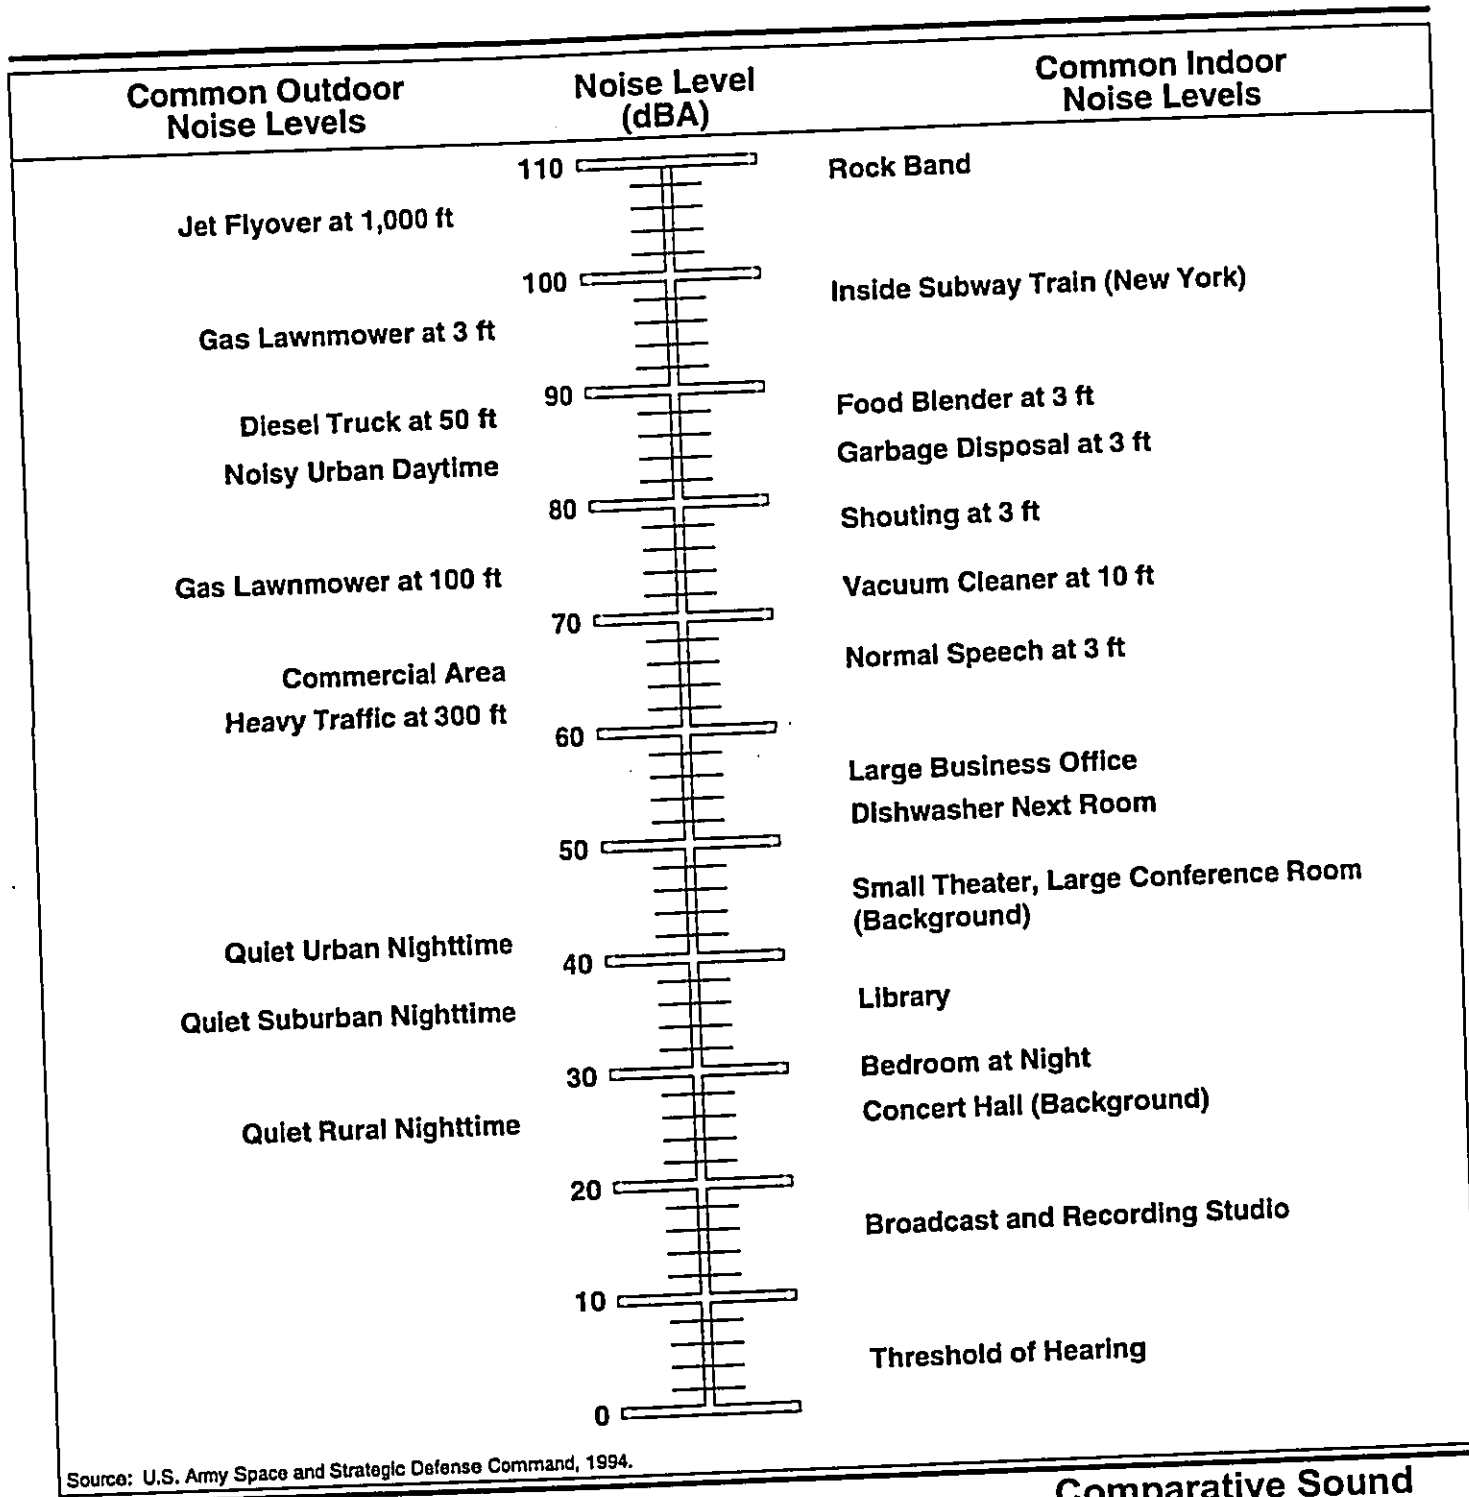 Common Outdoor
Noise Levels
Noise Level
(dBA)
Common Indoor
Noise Levels
110
Rock Band
Jet Flyover at 1,000 ft
100
Inside Subway Train (New York)
Gas Lawnmower at 3 ft
90
Food Blender at 3 ft
Diesel Truck at 50 ft
Garbage Disposal at 3 ft
Noisy Urban Daytime
80
Shouting at 3 ft
Gas Lawnmower at 100 ft
Vacuum Cleaner at 10 ft
70
Normal Speech at 3 ft
Commercial Area
Heavy Traffic at 300 ft
60
Large Business Office
Dishwasher Next Room
50
Small Theater, Large Conference Room
(Background)
Quiet Urban Nighttime
40
Library
Quiet Suburban Nighttime
30
Bedroom at Night
Concert Hall (Background)
Quiet Rural Nighttime
20
Broadcast and Recording Studio
10
Threshold of Hearing
0
Source: U.S. Army Space and Strategic Defense Command, 1994.
Comparative Sound